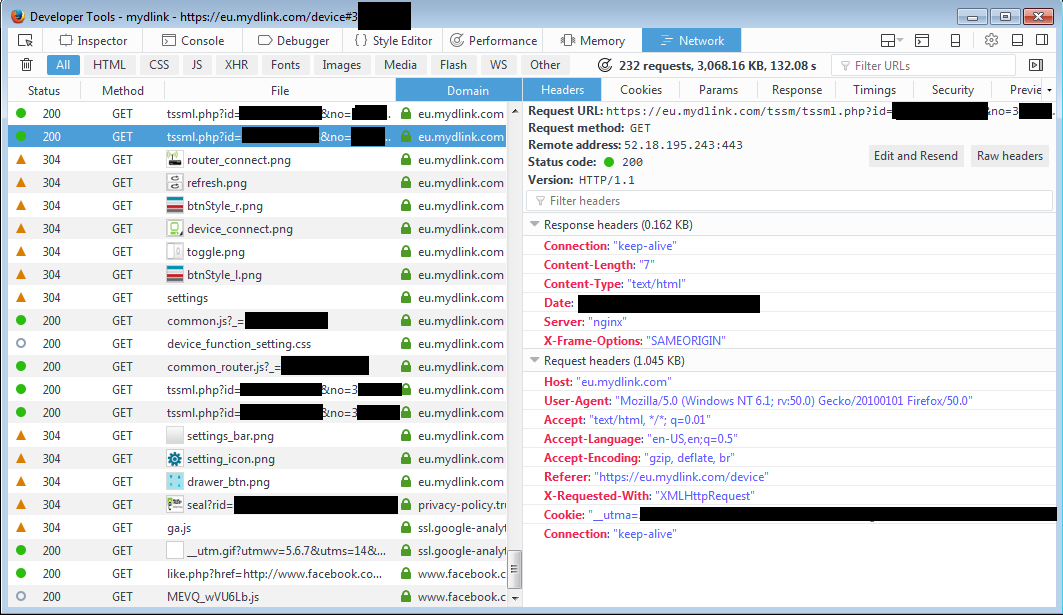 Developer Tools - mydlink - https://eu.mydlink.com/device#3
Inspector Console Debugger { } Style Editor Performance Memory Network
All HTML CSS JS XHR Fonts Images Media Flash WS Other 232 requests, 3,068.16 KB, 132.08 s Filter URLs
Status Method File Domain
200 GET tssml.php?id= &no= . eu.mydlink.com
200 GET tssml.php?id= &no= .. eu.mydlink.com
304 GET router_connect.png eu.mydlink.com
304 GET refresh.png eu.mydlink.com
304 GET btnStyle_r.png eu.mydlink.com
304 GET device_connect.png eu.mydlink.com
304 GET toggle.png eu.mydlink.com
304 GET btnStyle_l.png eu.mydlink.com
304 GET settings eu.mydlink.com
200 GET common.js?_= eu.mydlink.com
200 GET device_function_setting.css eu.mydlink.com
200 GET common_router.js?_= eu.mydlink.com
200 GET tssml.php?id= &no=3 eu.mydlink.com
200 GET tssml.php?id= &no=3 eu.mydlink.com
304 GET settings_bar.png eu.mydlink.com
304 GET setting_icon.png eu.mydlink.com
304 GET drawer_btn.png eu.mydlink.com
304 GET seal?rid= privacy-policy.tru
304 GET ga.js ssl.google-analyt
200 GET __utm.gif?utmwv=5.6.7&utms=14&... ssl.google-analyt
200 GET like.php?href=http://www.facebook.co... www.facebook.c
200 GET MEVQ_wVU6Lb.js www.facebook.c
Headers Cookies Params Response Timings Security Previe
Request URL: https://eu.mydlink.com/tssm/tssml.php?id= &no=3 .
Request method: GET
Remote address: 52.18.195.243:443
Status code: 200
Edit and Resend Raw headers
Version: HTTP/1.1
Filter headers
Response headers (0.162 KB)
Connection: "keep-alive"
Content-Length: "7"
Content-Type: "text/html"
Date:
Server: "nginx"
X-Frame-Options: "SAMEORIGIN"
Request headers (1.045 KB)
Host: "eu.mydlink.com"
User-Agent: "Mozilla/5.0 (Windows NT 6.1; rv:50.0) Gecko/20100101 Firefox/50.0"
Accept: "text/html, */*; q=0.01"
Accept-Language: "en-US,en;q=0.5"
Accept-Encoding: "gzip, deflate, br"
Referer: "https://eu.mydlink.com/device"
X-Requested-With: "XMLHttpRequest"
Cookie: "__utma=
Connection: "keep-alive"